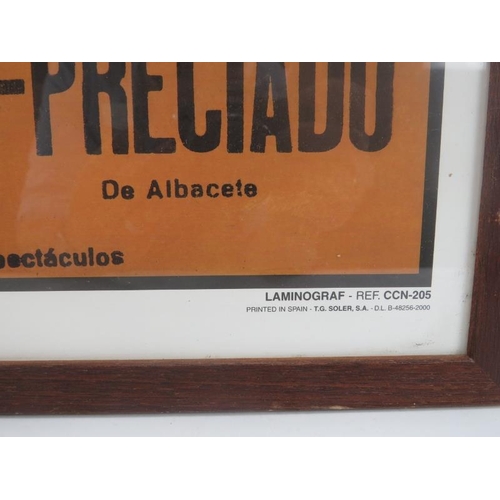 -PRECIADO
De Albacete
pectáculos
LAMINOGRAF - REF. CCN-205
PRINTED IN SPAIN - T.G. SOLER, S.A. - D.L. B-48256-2000